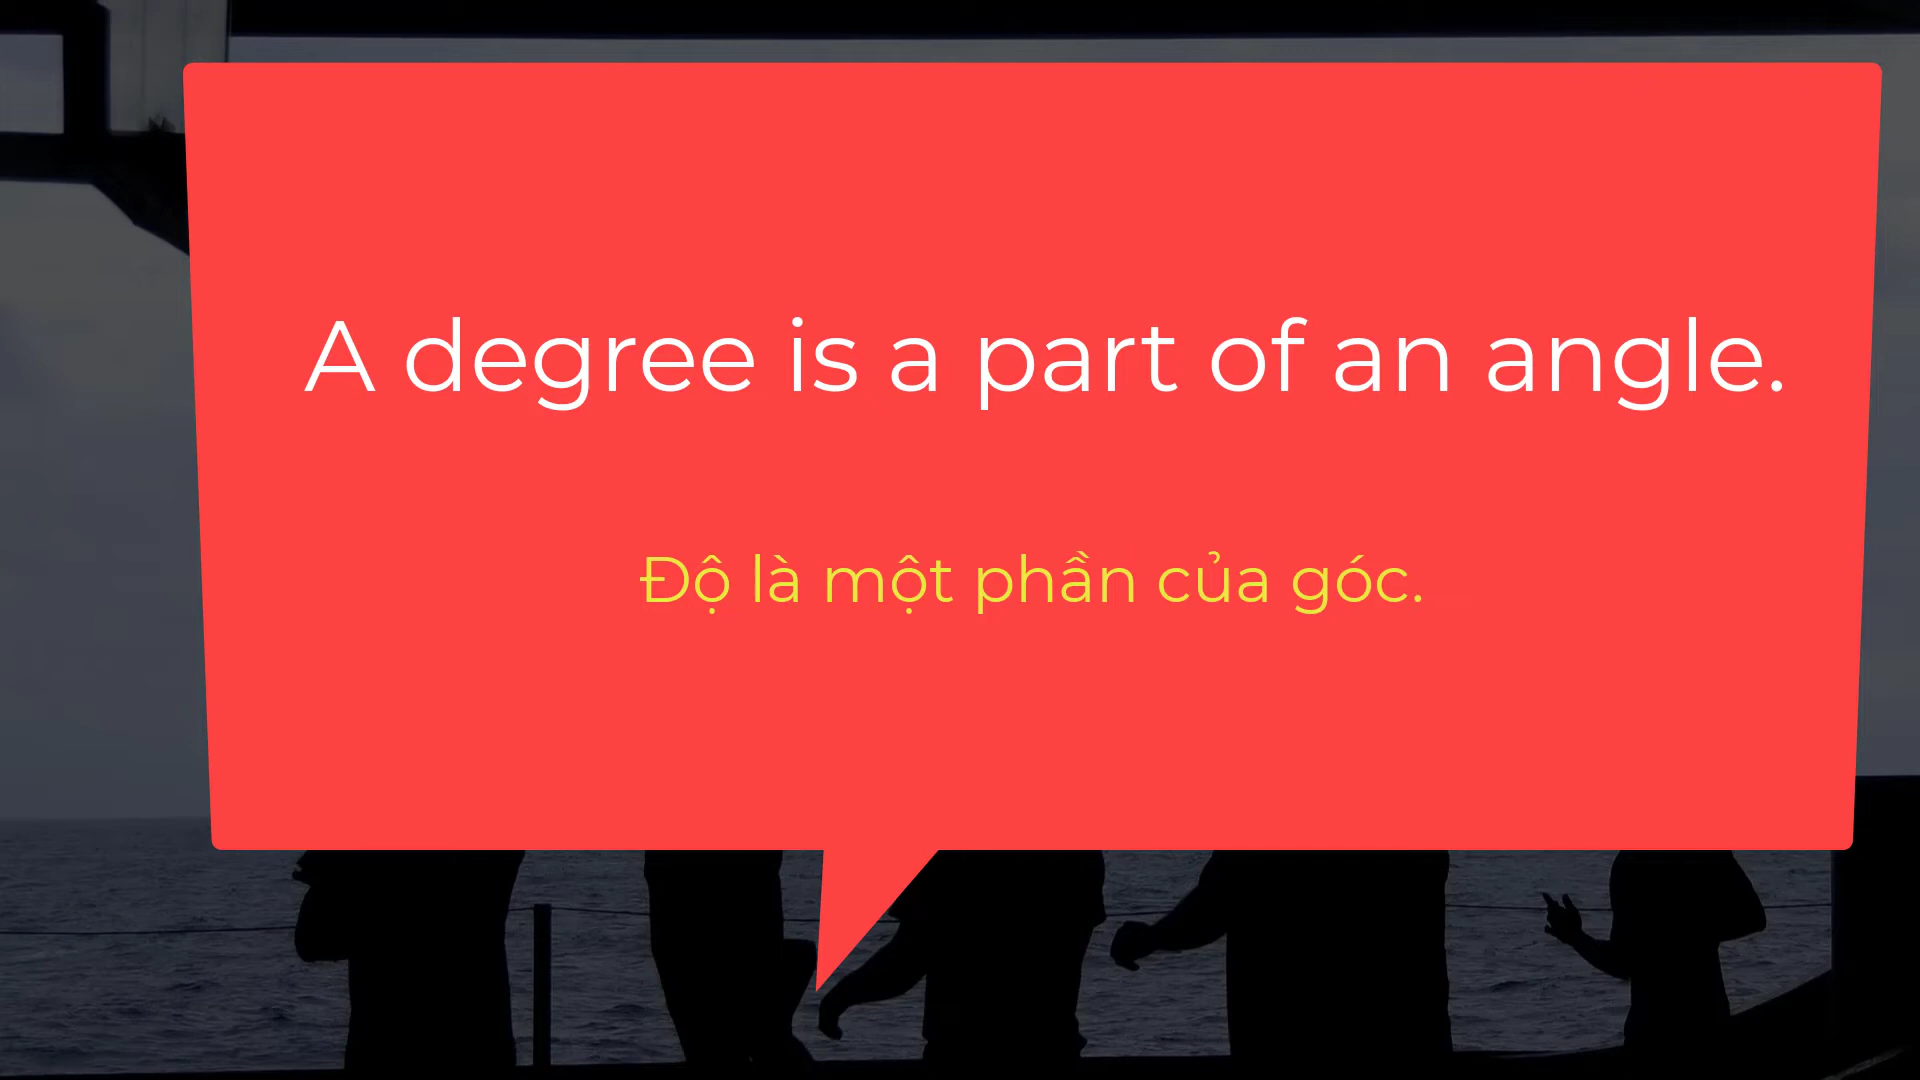 A degree is a part of an angle.
Độ là một phần của góc.